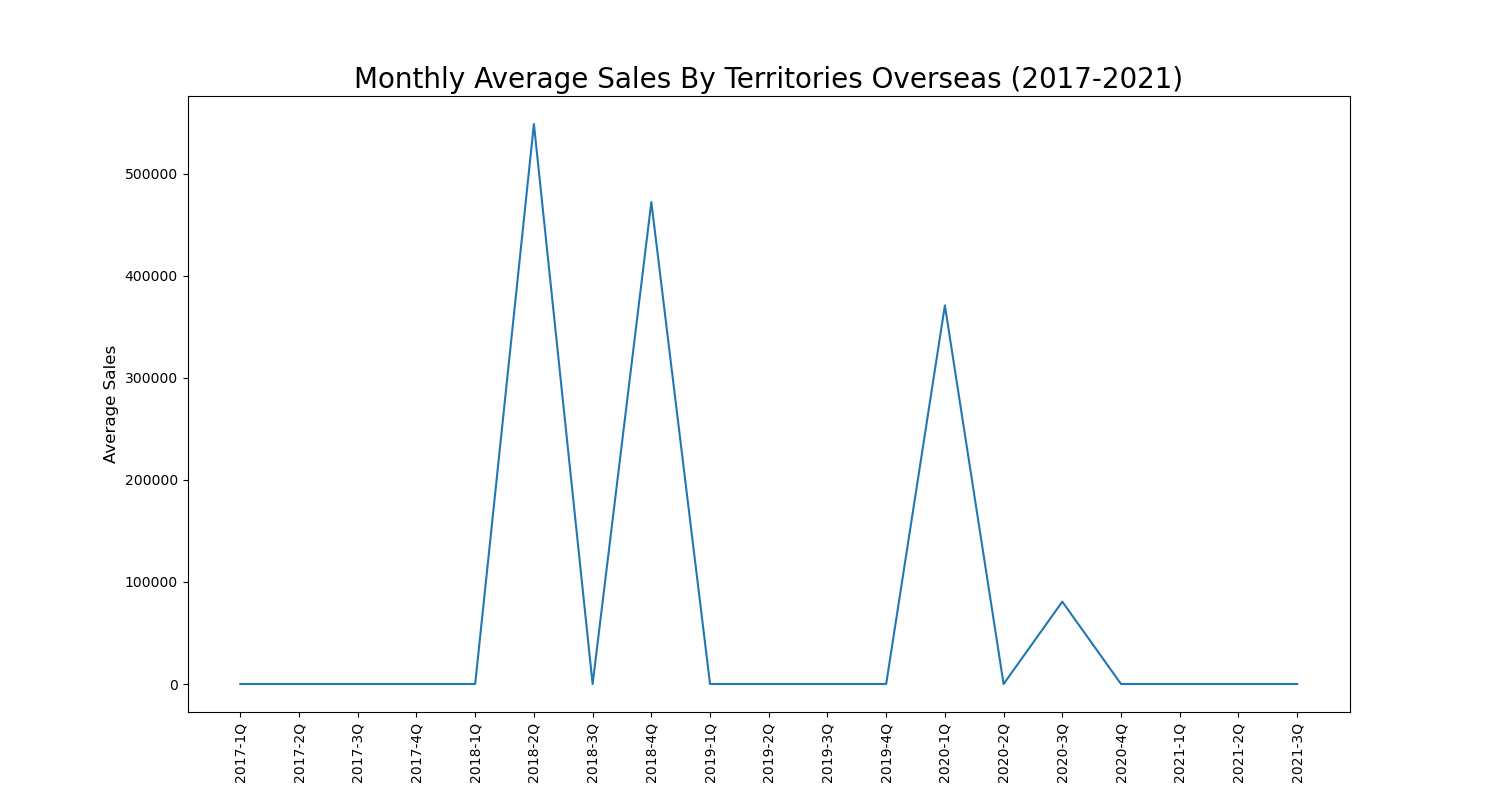 Monthly Average Sales By Territories Overseas (2017-2021)
Average Sales
500000
400000
300000
200000
100000
0
2017-1Q
2017-2Q
2017-3Q
2017-4Q
2018-1Q
2018-2Q
2018-3Q
2018-4Q
2019-1Q
2019-2Q
2019-3Q
2019-4Q
2020-1Q
2020-2Q
2020-3Q
2020-4Q
2021-1Q
2021-2Q
2021-3Q